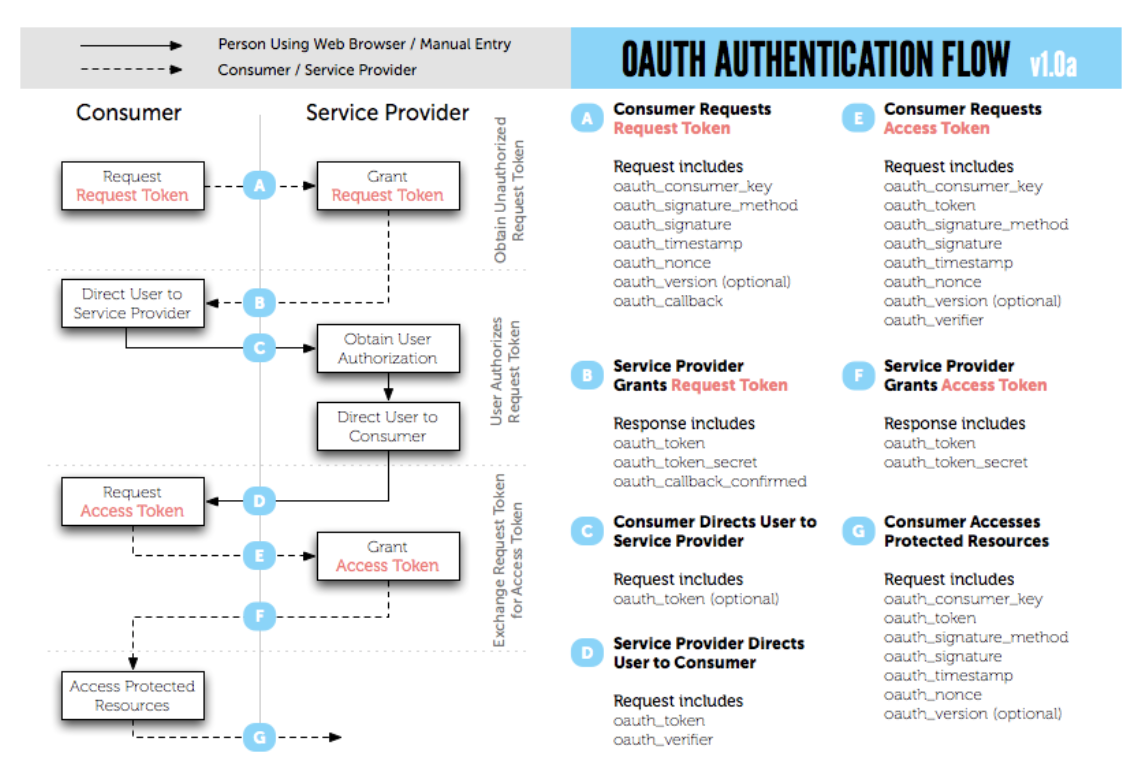 Person Using Web Browser / Manual Entry
Consumer / Service Provider
OAUTH AUTHENTICATION FLOW v1.0a
Consumer
Service Provider
Request
Request Token
A
Grant
Request Token
Obtain Unauthorized
Request Token
Direct User to
Service Provider
B
C
Obtain User
Authorization
Direct User to
Consumer
User Authorizes
Request Token
Request
Access Token
D
E
Grant
Access Token
F
Exchange Request Token
for Access Token
Access Protected
Resources
G
A
Consumer Requests
Request Token
Request includes
oauth_consumer_key
oauth_signature_method
oauth_signature
oauth_timestamp
oauth_nonce
oauth_version (optional)
oauth_callback
B
Service Provider
Grants Request Token
Response includes
oauth_token
oauth_token_secret
oauth_callback_confirmed
C
Consumer Directs User to
Service Provider
Request includes
oauth_token (optional)
D
Service Provider Directs
User to Consumer
Request includes
oauth_token
oauth_verifier
E
Consumer Requests
Access Token
Request includes
oauth_consumer_key
oauth_token
oauth_signature_method
oauth_signature
oauth_timestamp
oauth_nonce
oauth_version (optional)
oauth_verifier
F
Service Provider
Grants Access Token
Response includes
oauth_token
oauth_token_secret
G
Consumer Accesses
Protected Resources
Request includes
oauth_consumer_key
oauth_token
oauth_signature_method
oauth_signature
oauth_timestamp
oauth_nonce
oauth_version (optional)